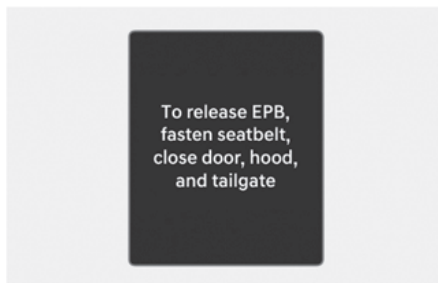 To release EPB,
fasten seatbelt,
close door, hood,
and tailgate